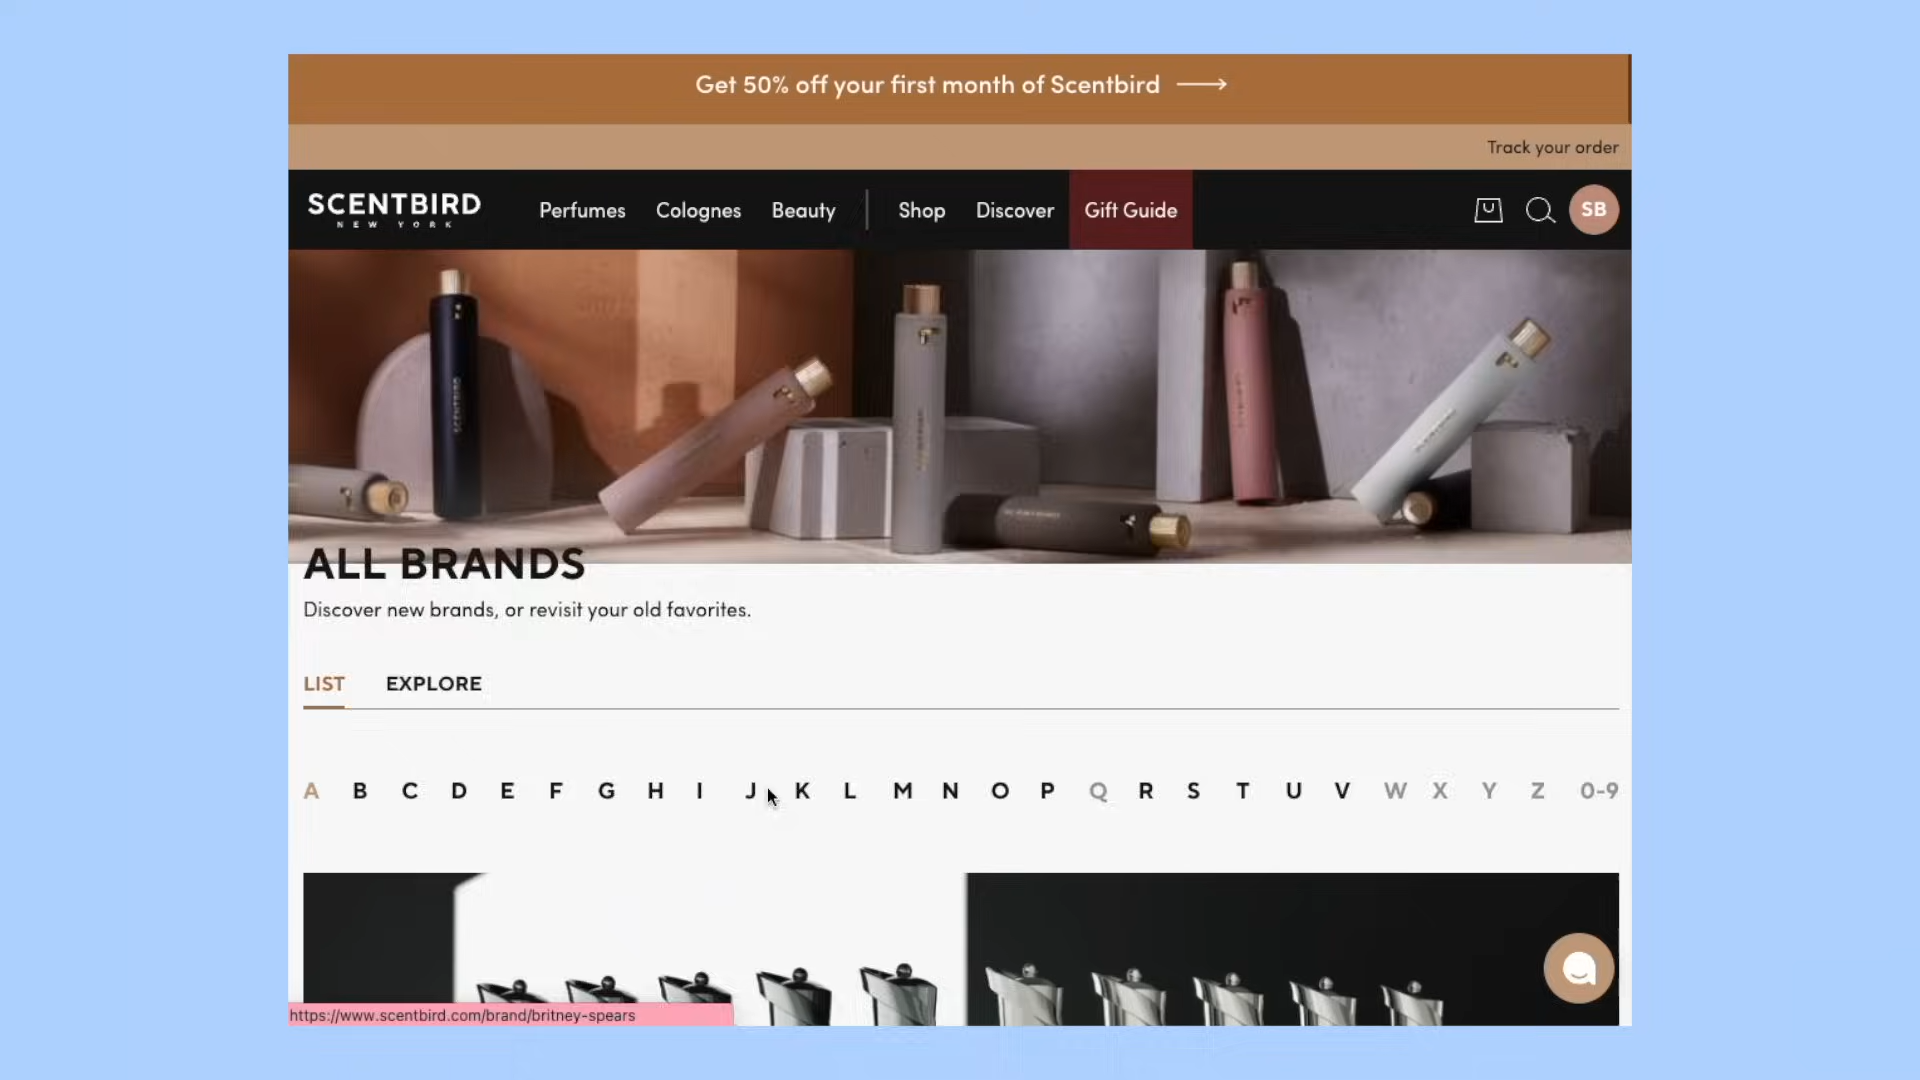 Get 50% off your first month of Scentbird
Track your order
SCENTBIRD
NEW YORK
Perfumes Colognes Beauty Shop Discover Gift Guide
SB
SCENTBIRD
ALL BRANDS
Discover new brands, or revisit your old favorites.
LIST EXPLORE
A B C D E F G H I J K L M N O P Q R S T U V W X Y Z 0-9
https://www.scentbird.com/brand/britney-spears